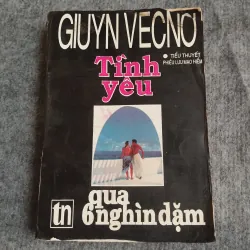 GIUYN VECNƠ
• TIỂU THUYẾT
PHIÊU LƯU MẠO HIỂM
Tình
yêu
qua
6 nghìn dặm
tn